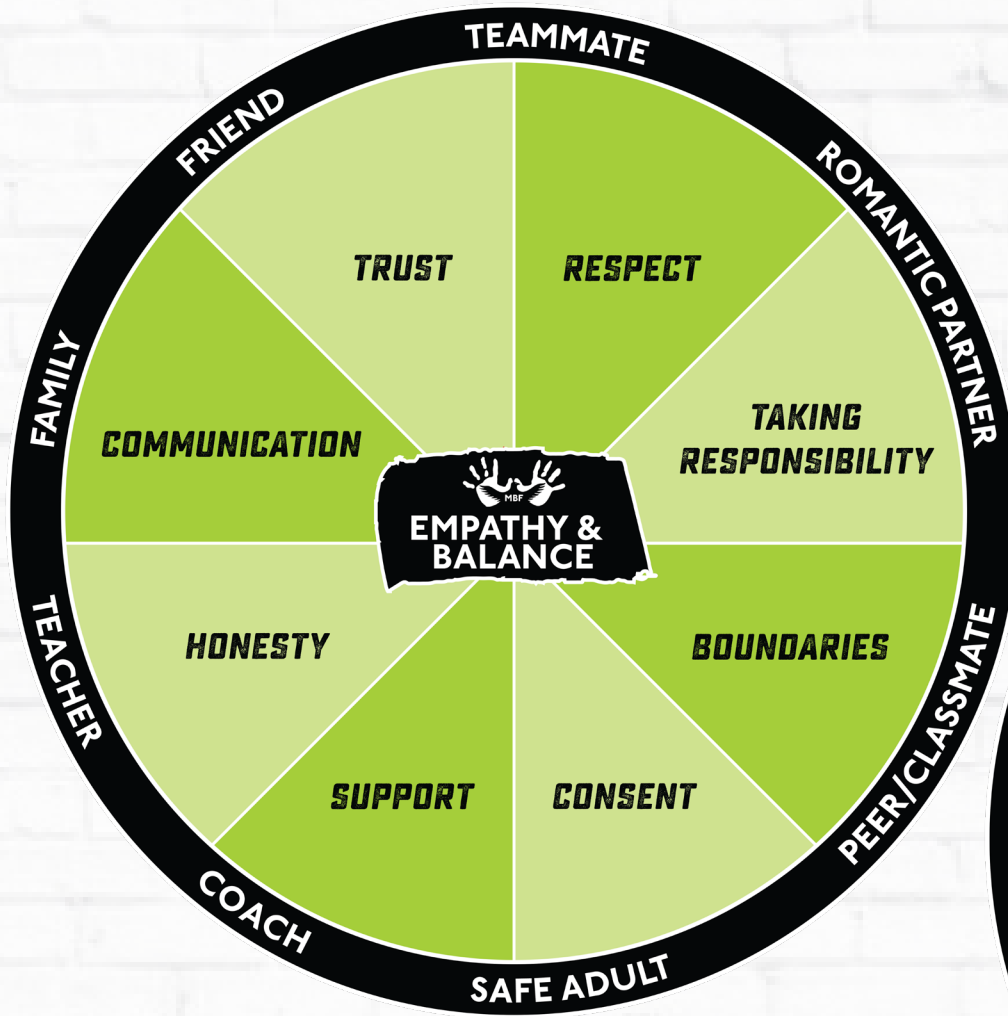 TEAMMATE
ROMANTIC PARTNER
PEER/CLASSMATE
SAFE ADULT
COACH
TEACHER
FAMILY
FRIEND
TRUST
RESPECT
TAKING
RESPONSIBILITY
BOUNDARIES
CONSENT
SUPPORT
HONESTY
COMMUNICATION
MBF
EMPATHY &
BALANCE